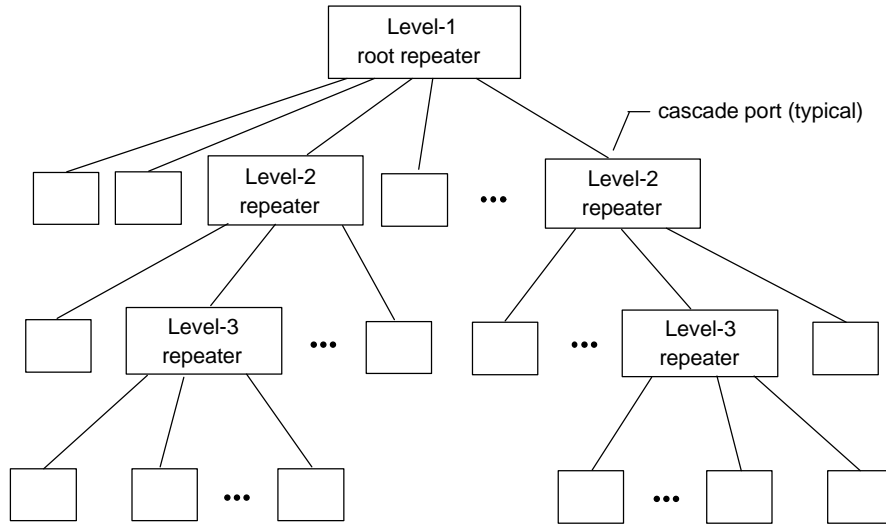 Level-1
root repeater
cascade port (typical)
Level-2
repeater
•••
Level-2
repeater
Level-3
repeater
•••
•••
Level-3
repeater
•••
•••